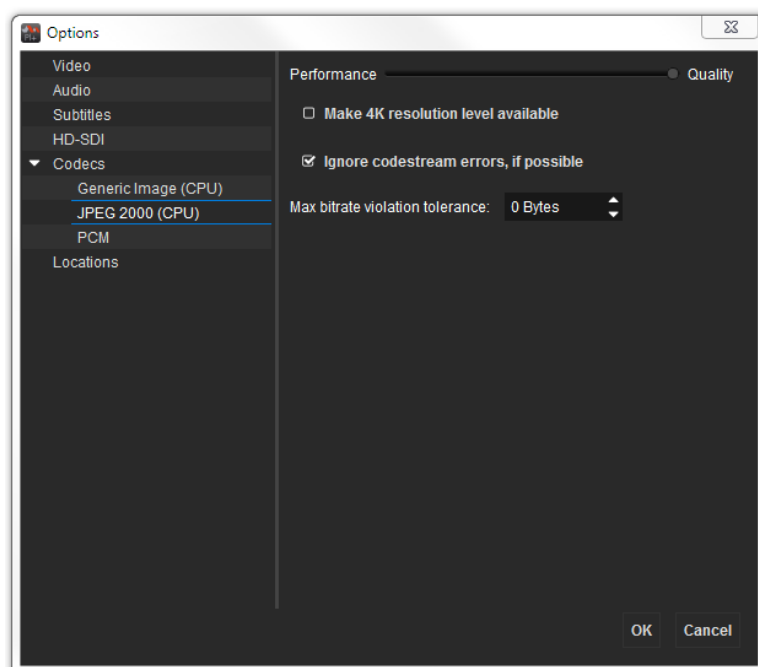 Options
Video
Audio
Subtitles
HD-SDI
Codecs
Generic Image (CPU)
JPEG 2000 (CPU)
PCM
Locations
Performance Quality
Make 4K resolution level available
Ignore codestream errors, if possible
Max bitrate violation tolerance: 0 Bytes
OK Cancel